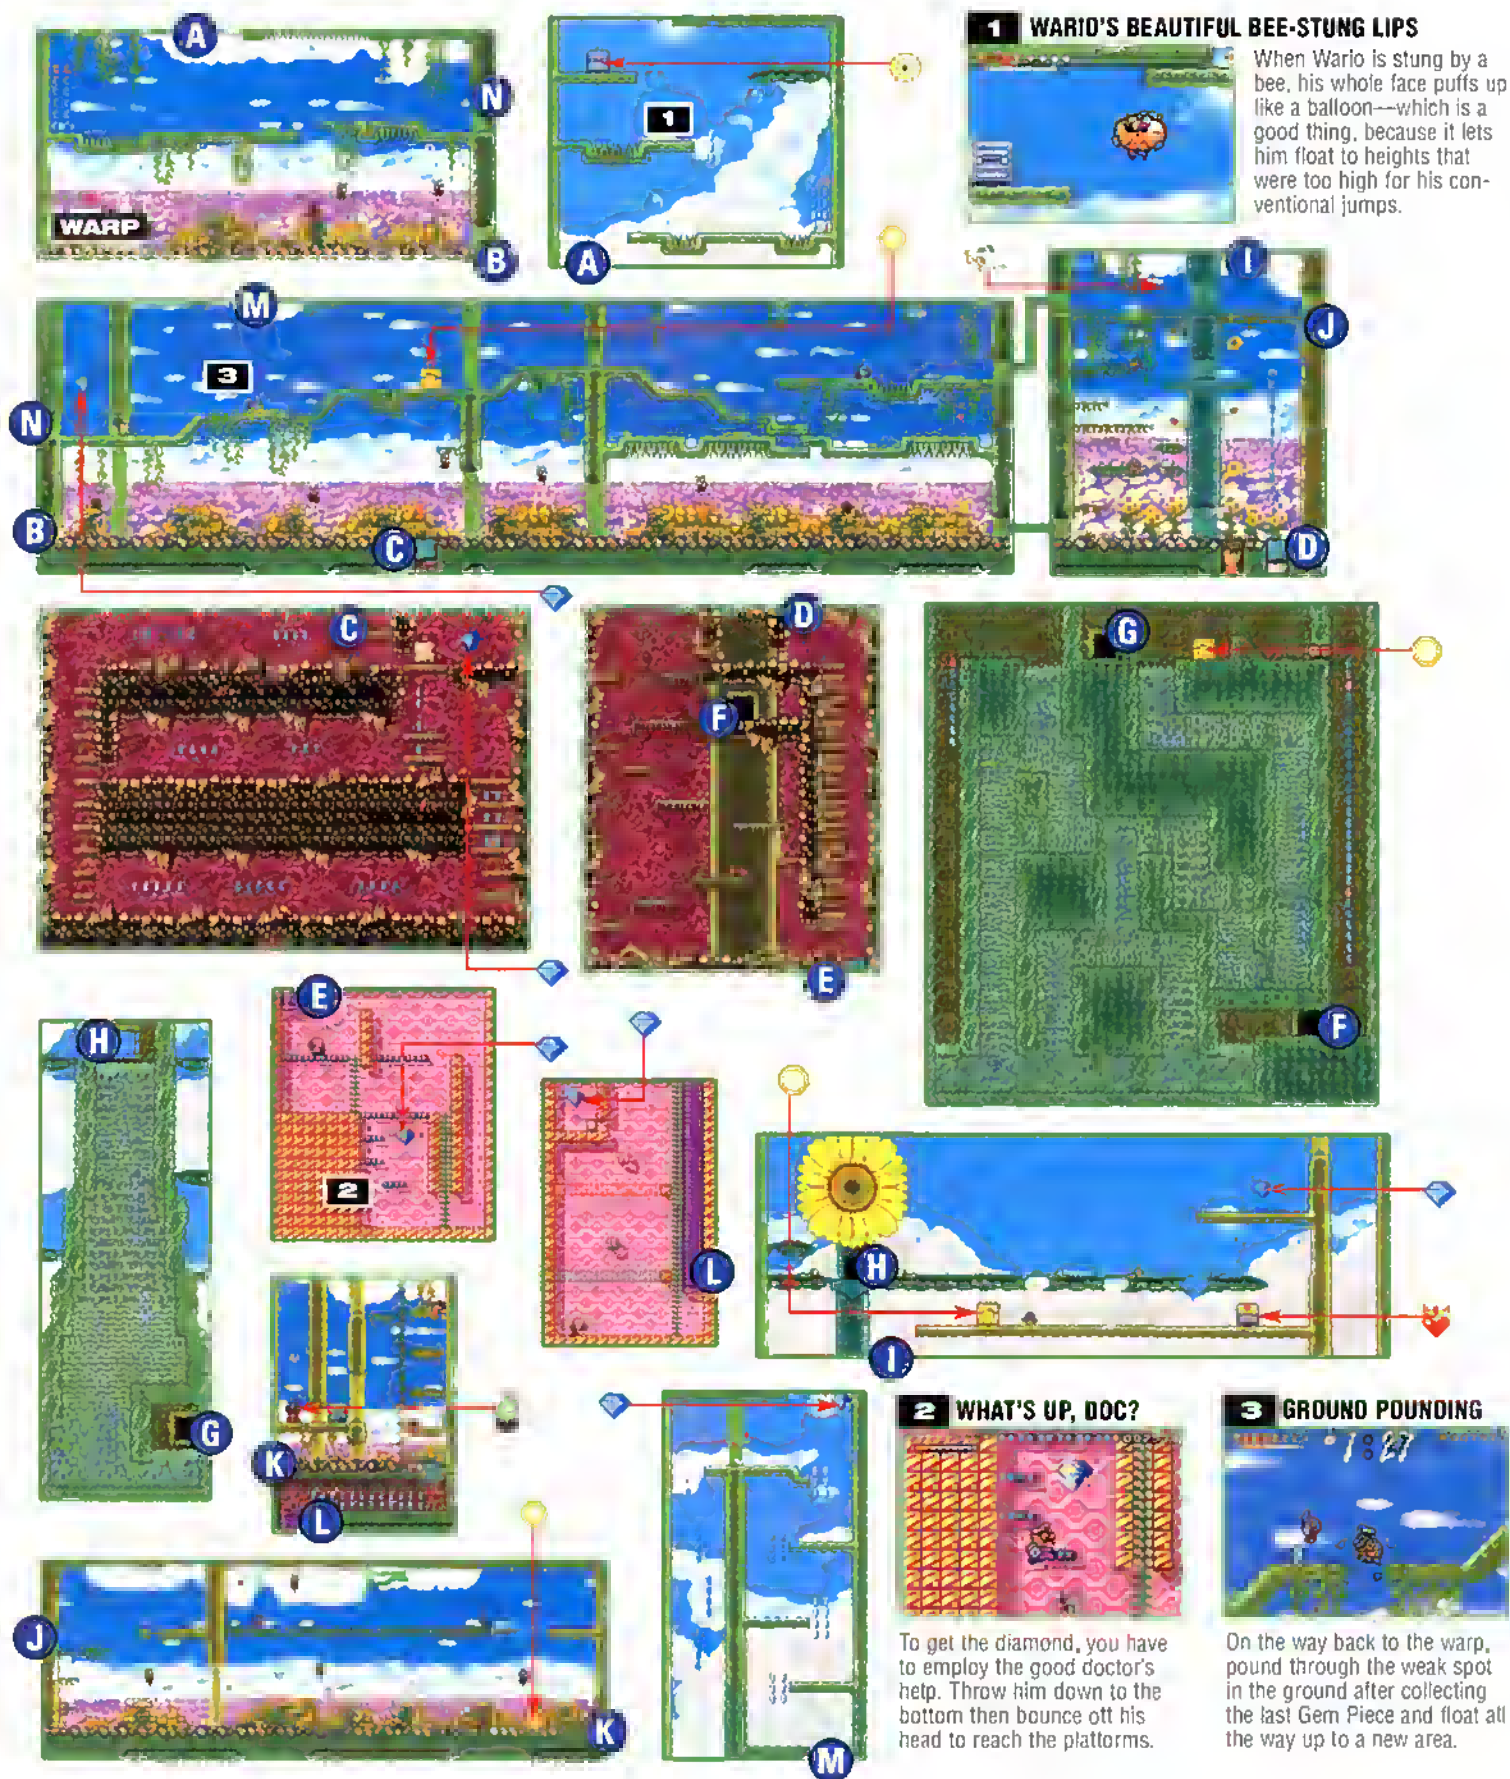 A
A
N
WARP
B
1
A
1 WARIO'S BEAUTIFUL BEE-STUNG LIPS
When Wario is stung by a
bee, his whole face puffs up
like a balloon—which is a
good thing, because it lets
him float to heights that
were too high for his con-
ventional jumps.
M
3
N
B
C
I
J
D
C
D
F
E
G
F
H
E
2
L
H
I
G
K
L
J
K
M
2 WHAT'S UP, DOC?
To get the diamond, you have
to employ the good doctor's
help. Throw him down to the
bottom then bounce off his
head to reach the platforms.
3 GROUND POUNDING
On the way back to the warp,
pound through the weak spot
in the ground after collecting
the last Gem Piece and float all
the way up to a new area.